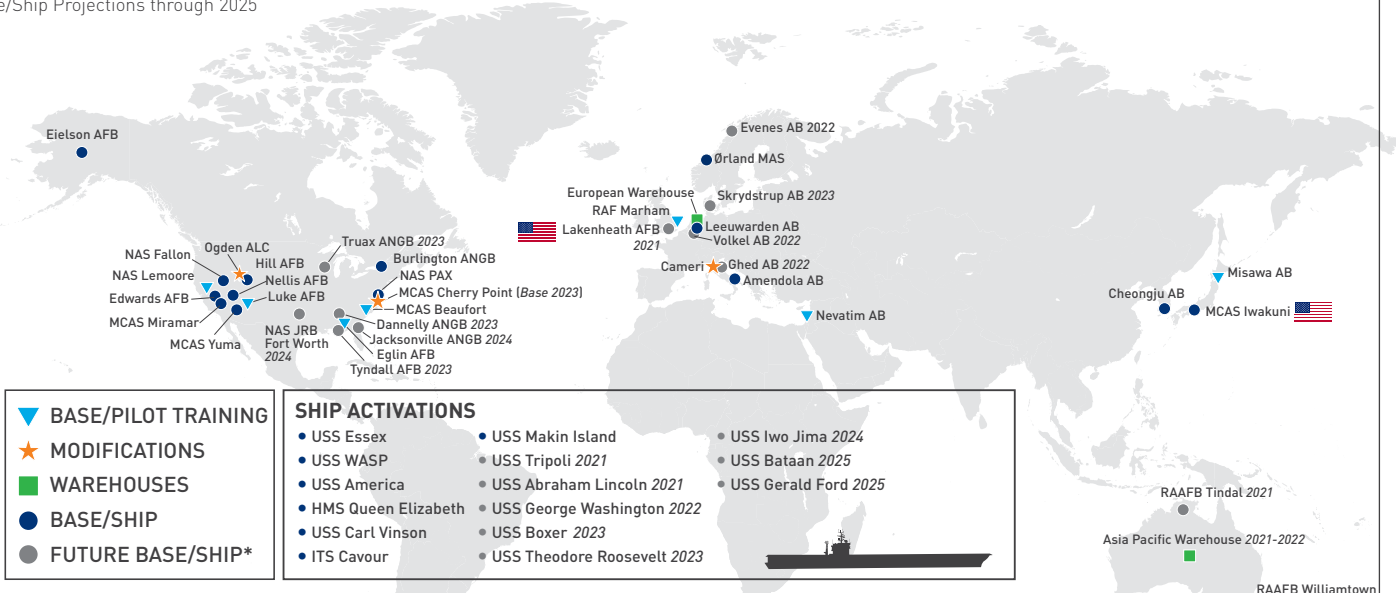 e/Ship Projections through 2025
Eielson AFB
Evenes AB 2022
Ørland MAS
European Warehouse
Skrydstrup AB 2023
RAF Marham
Lakenheath AFB
2021
Leeuwarden AB
Volkel AB 2022
Cameri
Ghed AB 2022
Amendola AB
Nevatim AB
Misawa AB
Cheongju AB
MCAS Iwakuni
Truax ANGB 2023
Ogden ALC
NAS Fallon
Hill AFB
Burlington ANGB
NAS Lemoore
Nellis AFB
NAS PAX
Edwards AFB
Luke AFB
MCAS Cherry Point (Base 2023)
MCAS Miramar
MCAS Beaufort
MCAS Yuma
NAS JRB
Fort Worth
2024
Dannelly ANGB 2023
Jacksonville ANGB 2024
Eglin AFB
Tyndall AFB 2023
BASE/PILOT TRAINING
MODIFICATIONS
WAREHOUSES
BASE/SHIP
FUTURE BASE/SHIP*
SHIP ACTIVATIONS
USS Essex
USS WASP
USS America
HMS Queen Elizabeth
USS Carl Vinson
ITS Cavour
USS Makin Island
USS Tripoli 2021
USS Abraham Lincoln 2021
USS George Washington 2022
USS Boxer 2023
USS Theodore Roosevelt 2023
USS Iwo Jima 2024
USS Bataan 2025
USS Gerald Ford 2025
RAAFB Tindal 2021
Asia Pacific Warehouse 2021-2022
RAAFB Williamtown